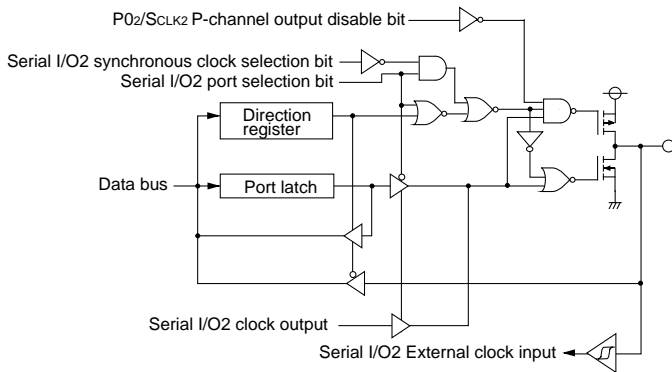 P02/SCLK2 P-channel output disable bit
Serial I/O2 synchronous clock selection bit
Serial I/O2 port selection bit
Direction
register
Data bus
Port latch
Serial I/O2 clock output
Serial I/O2 External clock input